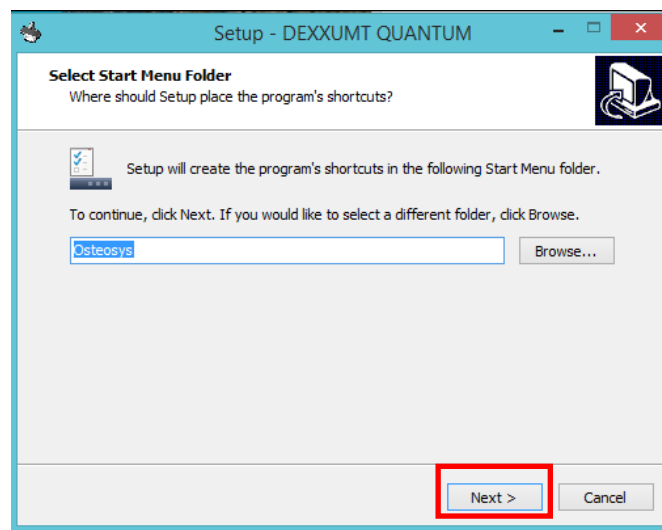 Setup - DEXXUMT QUANTUM
Select Start Menu Folder
Where should Setup place the program's shortcuts?
Setup will create the program's shortcuts in the following Start Menu folder.
To continue, click Next. If you would like to select a different folder, click Browse.
Osteosys
Browse...
Next >
Cancel